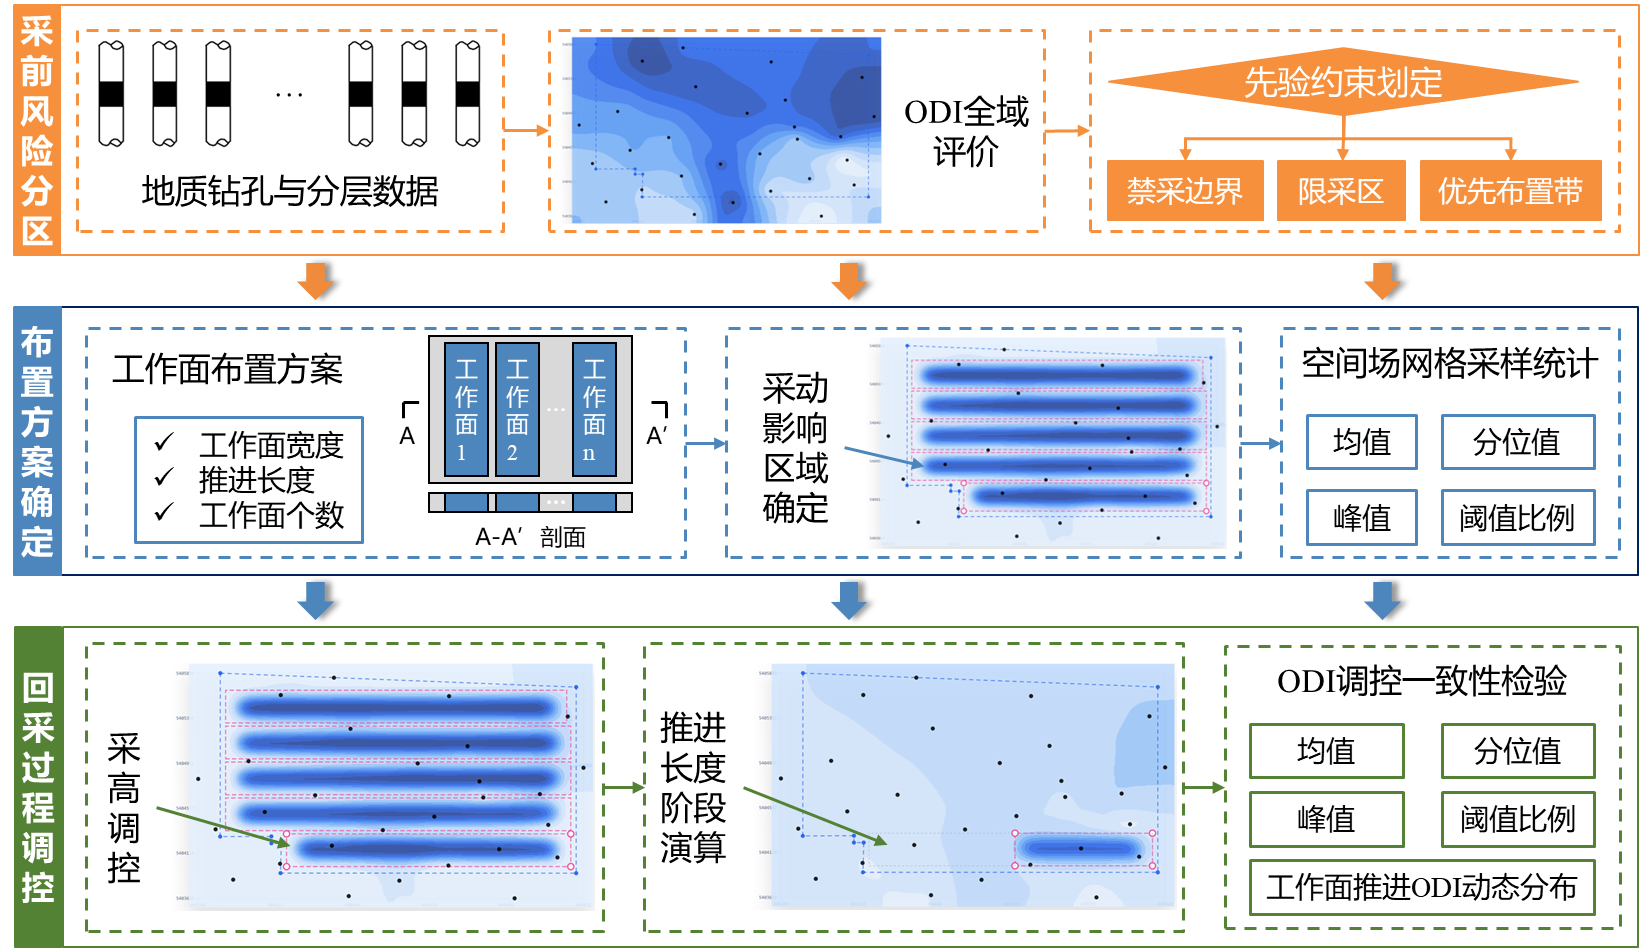 采前风险分区
地质钻孔与分层数据
ODI全域
评价
先验约束划定
禁采边界
限采区
优先布置带
布置方案确定
工作面布置方案
✓ 工作面宽度
✓ 推进长度
✓ 工作面个数
工作面1
工作面2
...
工作面n
A
A′
...
A-A′ 剖面
采动
影响
区域
确定
空间场网格采样统计
均值
分位值
峰值
阈值比例
回采过程调控
采高调控
推进
长度
阶段
演算
ODI调控一致性检验
均值
分位值
峰值
阈值比例
工作面推进ODI动态分布